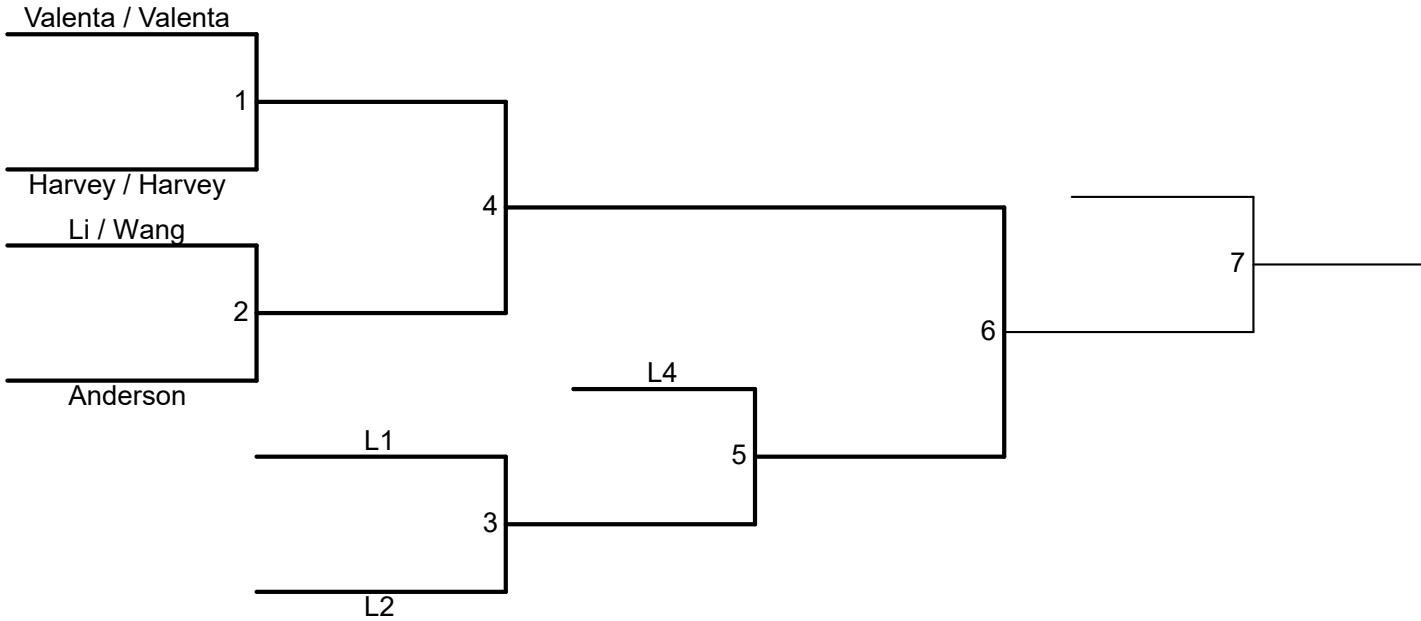 Valenta / Valenta
1
Harvey / Harvey
4
Li / Wang
7
2
6
L4
Anderson
L1
5
3
L2